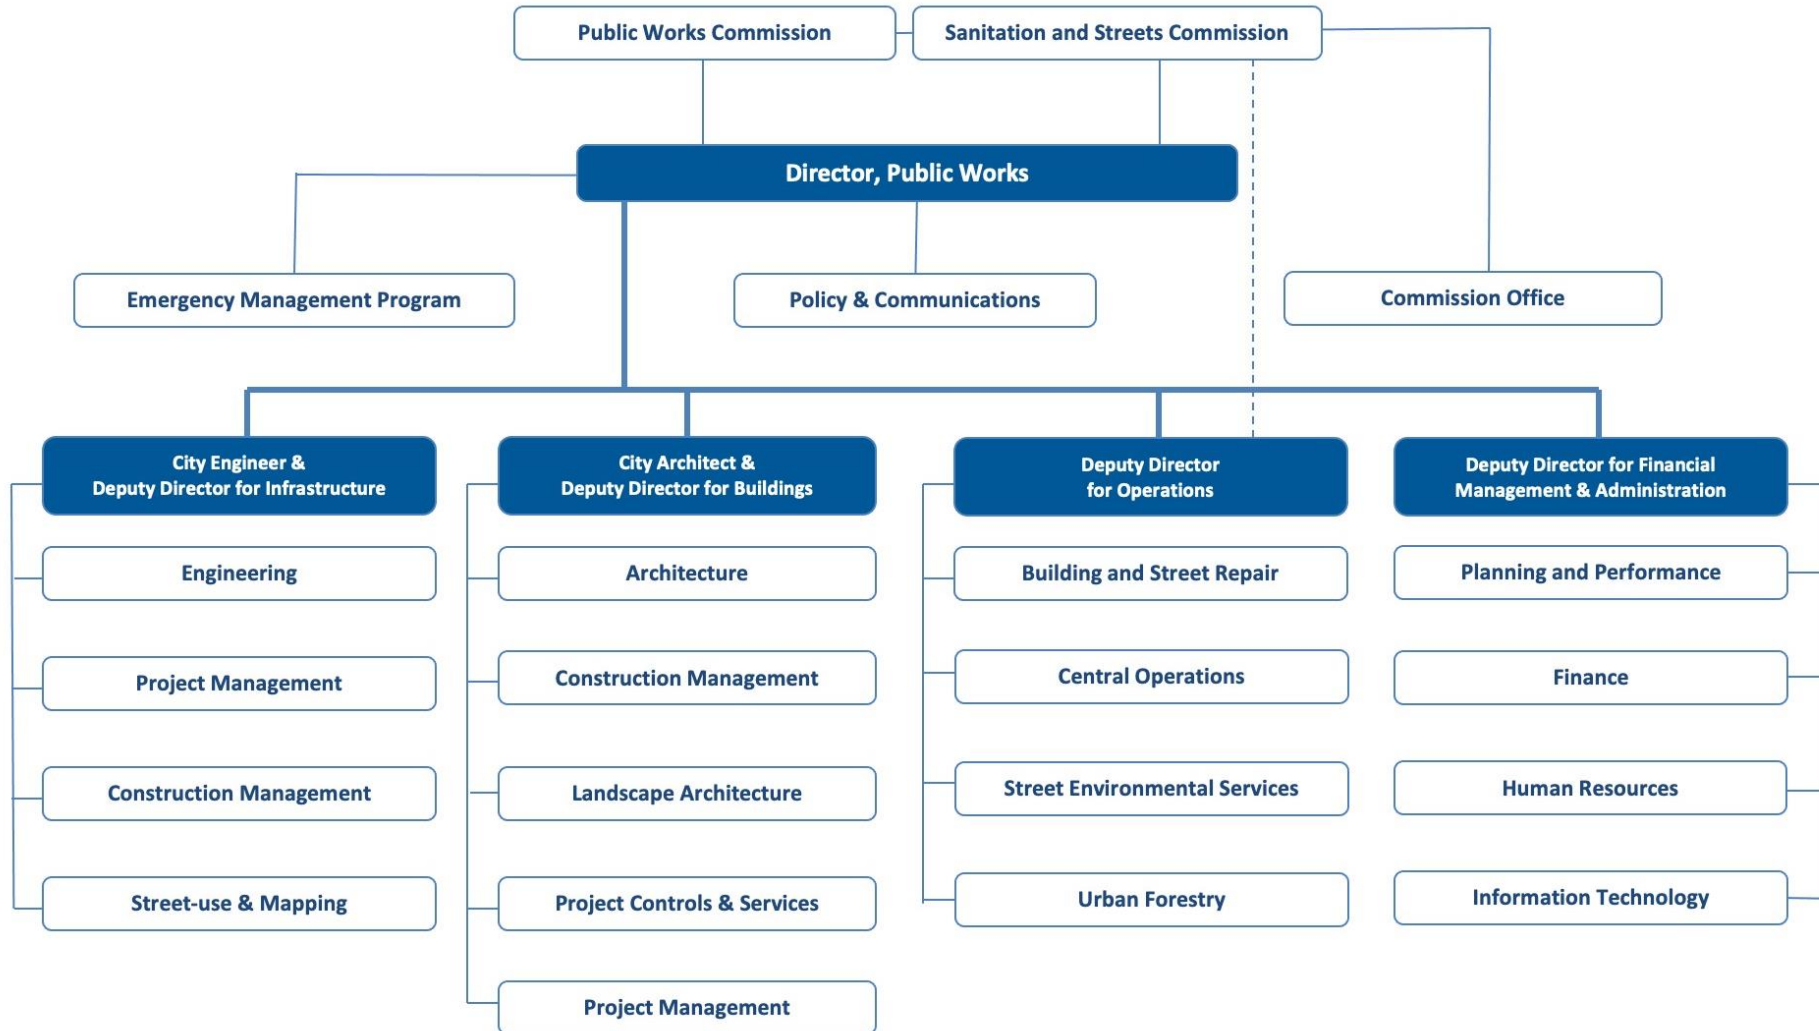 Public Works Commission
Sanitation and Streets Commission
Director, Public Works
Emergency Management Program
Policy & Communications
Commission Office
City Engineer &
Deputy Director for Infrastructure
Engineering
Project Management
Construction Management
Street-use & Mapping
City Architect &
Deputy Director for Buildings
Architecture
Construction Management
Landscape Architecture
Project Controls & Services
Project Management
Deputy Director
for Operations
Building and Street Repair
Central Operations
Street Environmental Services
Urban Forestry
Deputy Director for Financial
Management & Administration
Planning and Performance
Finance
Human Resources
Information Technology